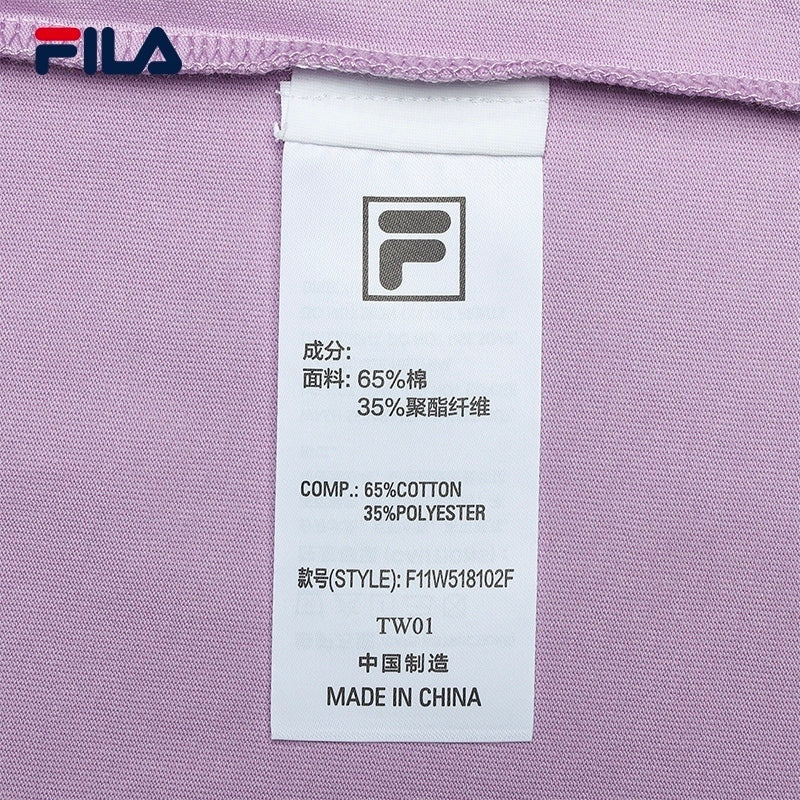 FILA
F
成分:
面料: 65%棉
35%聚酯纤维
COMP.: 65%COTTON
35%POLYESTER
款号(STYLE): F11W518102F
TW01
中国制造
MADE IN CHINA